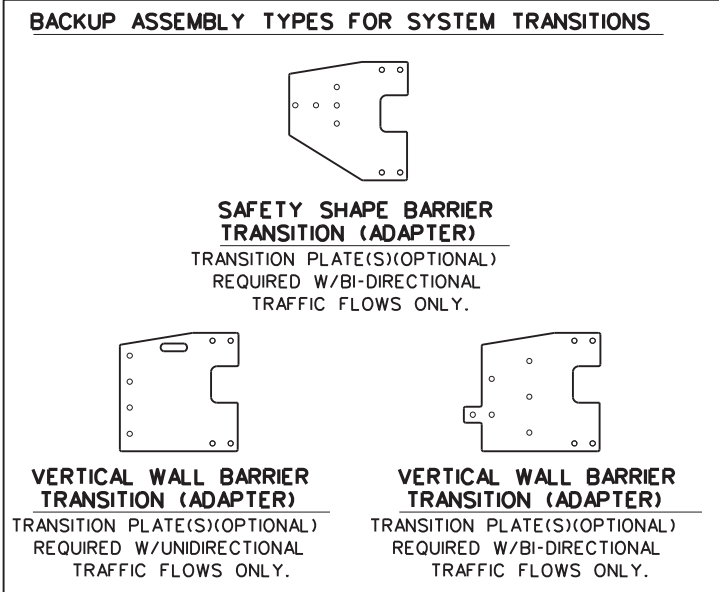 BACKUP ASSEMBLY TYPES FOR SYSTEM TRANSITIONS
SAFETY SHAPE BARRIER
TRANSITION (ADAPTER)
TRANSITION PLATE(S)(OPTIONAL)
REQUIRED W/BI-DIRECTIONAL
TRAFFIC FLOWS ONLY.
VERTICAL WALL BARRIER
TRANSITION (ADAPTER)
TRANSITION PLATE(S)(OPTIONAL)
REQUIRED W/UNIDIRECTIONAL
TRAFFIC FLOWS ONLY.
VERTICAL WALL BARRIER
TRANSITION (ADAPTER)
TRANSITION PLATE(S)(OPTIONAL)
REQUIRED W/BI-DIRECTIONAL
TRAFFIC FLOWS ONLY.